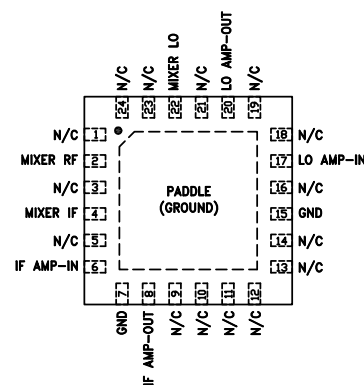 N/C
N/C
MIXER LO
N/C
LO AMP-OUT
N/C
24
23
22
21
20
19
N/C 1
MIXER RF 2
N/C 3
MIXER IF 4
N/C 5
IF AMP-IN 6
PADDLE
(GROUND)
18 N/C
17 LO AMP-IN
16 N/C
15 GND
14 N/C
13 N/C
7
8
9
10
11
12
GND
IF AMP-OUT
N/C
N/C
N/C
N/C